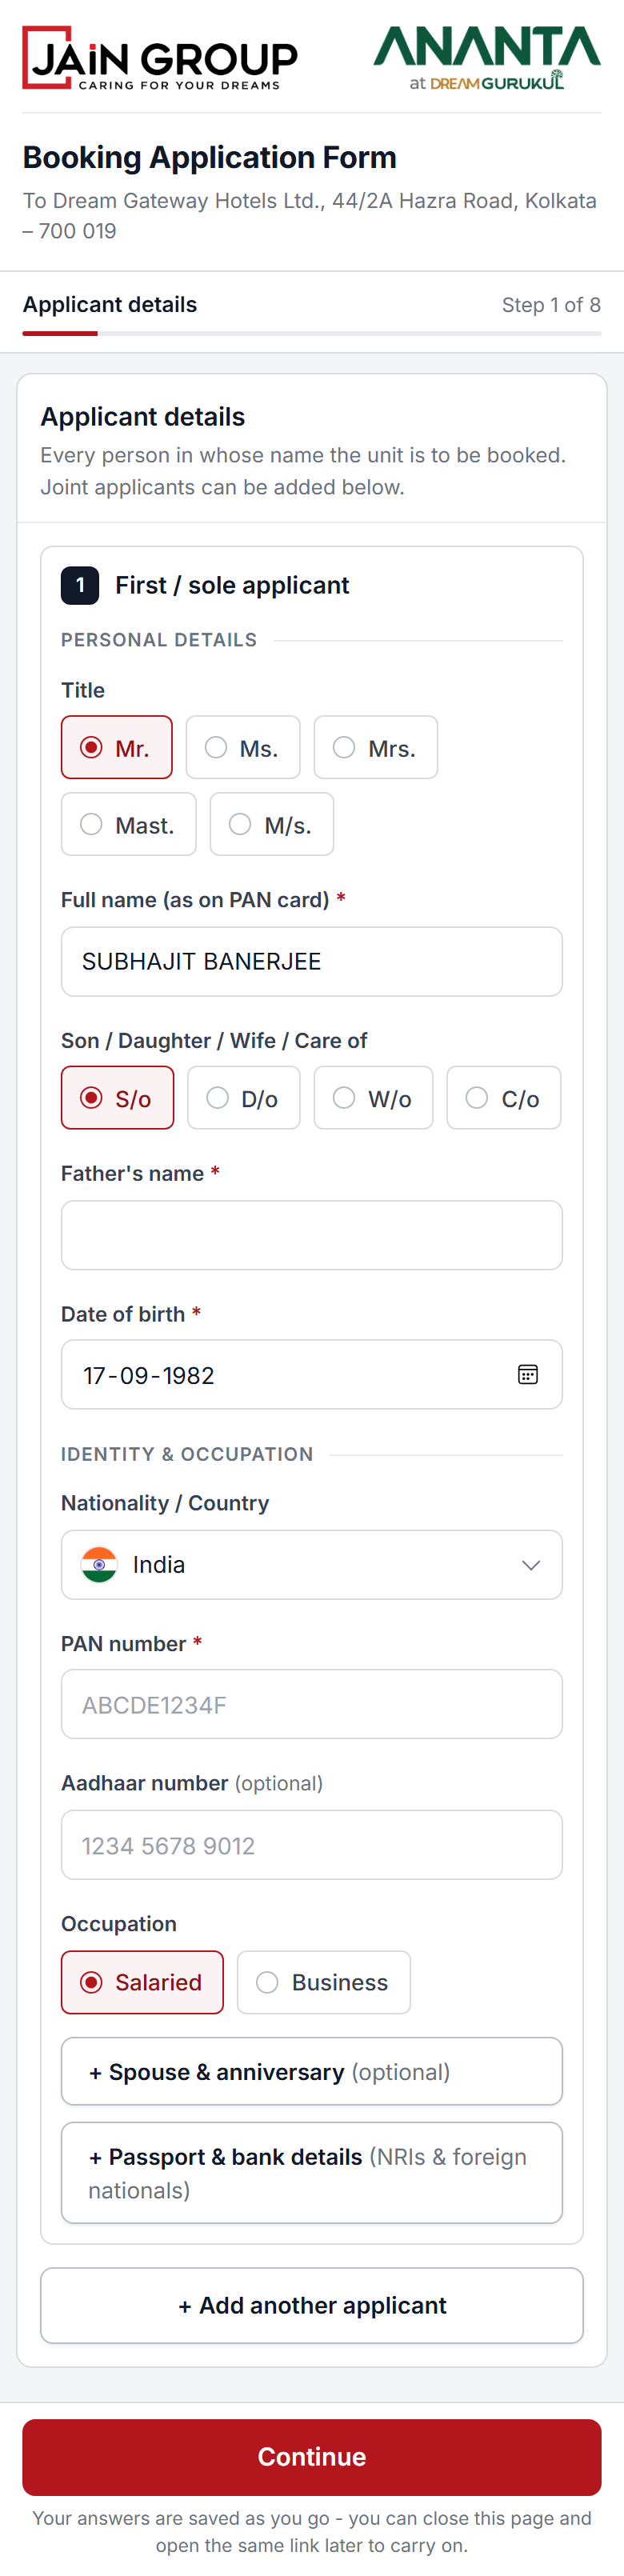 JAiN GROUP
CARING FOR YOUR DREAMS
ANANTA
at DREAM GURUKUL
Booking Application Form
To Dream Gateway Hotels Ltd., 44/2A Hazra Road, Kolkata
– 700 019
Applicant details
Step 1 of 8
Applicant details
Every person in whose name the unit is to be booked.
Joint applicants can be added below.
1 First / sole applicant
PERSONAL DETAILS
Title
Mr. Ms. Mrs.
Mast. M/s.
Full name (as on PAN card) *
SUBHAJIT BANERJEE
Son / Daughter / Wife / Care of
S/o D/o W/o C/o
Father's name *
Date of birth *
17-09-1982
IDENTITY & OCCUPATION
Nationality / Country
India
PAN number *
ABCDE1234F
Aadhaar number (optional)
1234 5678 9012
Occupation
Salaried Business
+ Spouse & anniversary (optional)
+ Passport & bank details (NRIs & foreign
nationals)
+ Add another applicant
Continue
Your answers are saved as you go - you can close this page and
open the same link later to carry on.